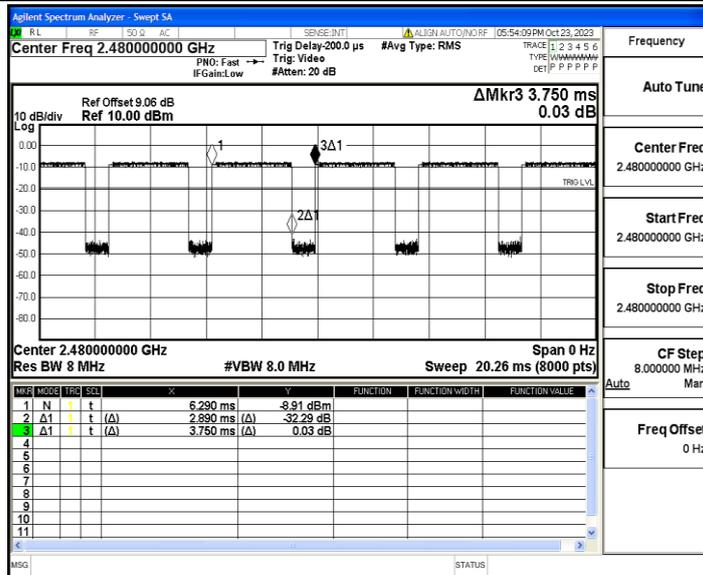 Agilent Spectrum Analyzer - Swept SA
RL RF 50 Ω AC SENSE:INT ALIGN AUTO/NO RF 05:54:09 PM Oct 23, 2023
Center Freq 2.480000000 GHz
PNO: Fast
IFGain:Low
Trig Delay-200.0 µs
Trig: Video
#Atten: 20 dB
#Avg Type: RMS
TRACE 1 2 3 4 5 6
TYPE WWWWWW
DET P P P P P P
Ref Offset 9.06 dB
10 dB/div Ref 10.00 dBm
Log
ΔMkr3 3.750 ms
0.03 dB
0.00
-10.0
-20.0
-30.0
-40.0
-50.0
-60.0
-70.0
-80.0
1
3Δ1
TRIG LVL
2Δ1
Center 2.480000000 GHz Span 0 Hz
Res BW 8 MHz #VBW 8.0 MHz Sweep 20.26 ms (8000 pts)
MKR MODE TRC SCL X Y FUNCTION FUNCTION WIDTH FUNCTION VALUE
1 N 1 t 6.290 ms -8.91 dBm
2 Δ1 1 t (Δ) 2.890 ms (Δ) -32.29 dB
3 Δ1 1 t (Δ) 3.750 ms (Δ) 0.03 dB
4
5
6
7
8
9
10
11
MSG STATUS
Frequency
Auto Tune
Center Freq
2.480000000 GHz
Start Freq
2.480000000 GHz
Stop Freq
2.480000000 GHz
CF Step
8.000000 MHz
Auto Man
Freq Offset
0 Hz